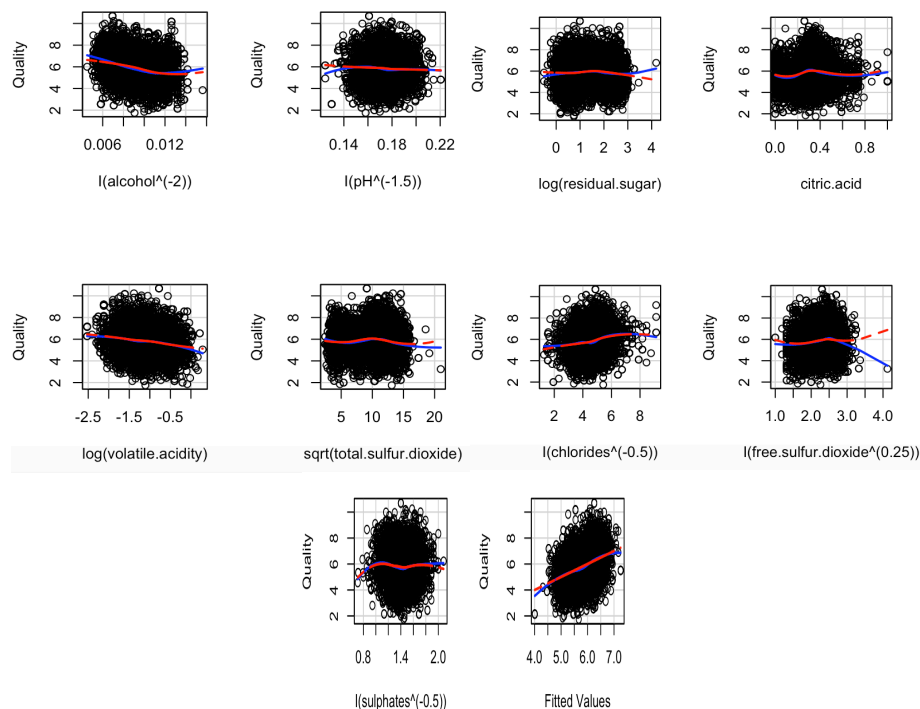 Quality
2 4 6 8
0.006 0.012
I(alcohol^(-2))
Quality
2 4 6 8
0.14 0.18 0.22
I(pH^(-1.5))
Quality
2 4 6 8
0 1 2 3 4
log(residual.sugar)
Quality
2 4 6 8
0.0 0.4 0.8
citric.acid
Quality
2 4 6 8
-2.5 -1.5 -0.5
log(volatile.acidity)
Quality
2 4 6 8
5 10 15 20
sqrt(total.sulfur.dioxide)
Quality
2 4 6 8
2 4 6 8
I(chlorides^(-0.5))
Quality
2 4 6 8
1.0 2.0 3.0 4.0
I(free.sulfur.dioxide^(0.25))
Quality
2 4 6 8
0.8 1.4 2.0
I(sulphates^(-0.5))
Quality
2 4 6 8
4.0 5.0 6.0 7.0
Fitted Values